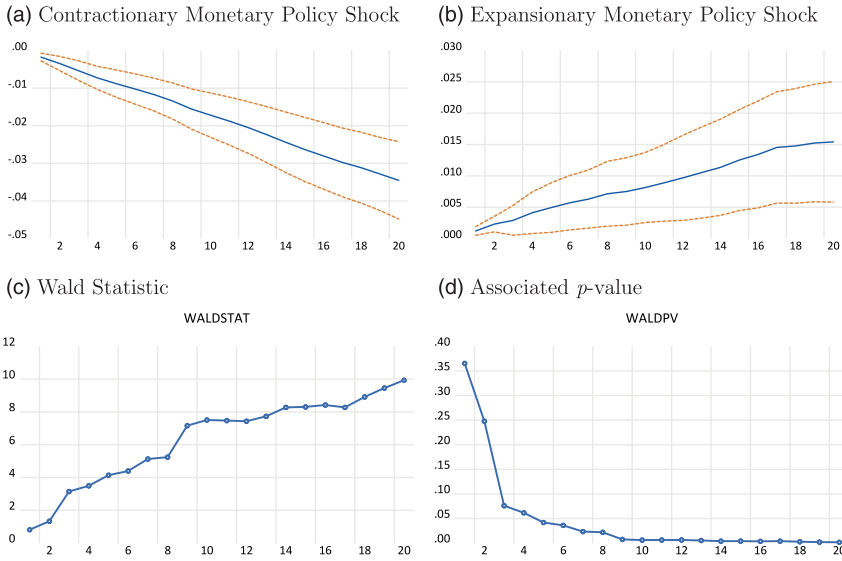 (a) Contractionary Monetary Policy Shock
.00
-.01
-.02
-.03
-.04
-.05
2 4 6 8 10 12 14 16 18 20
(b) Expansionary Monetary Policy Shock
.030
.025
.020
.015
.010
.005
.000
2 4 6 8 10 12 14 16 18 20
(c) Wald Statistic
WALDSTAT
12
10
8
6
4
2
0
2 4 6 8 10 12 14 16 18 20
(d) Associated p-value
WALDPV
.40
.35
.30
.25
.20
.15
.10
.05
.00
2 4 6 8 10 12 14 16 18 20